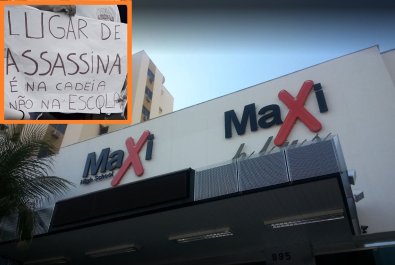 LUGAR DE
ASSASSINA
É NA CADEIA
NÃO NA ESCOLA
Maxi
Maxi
High School
895